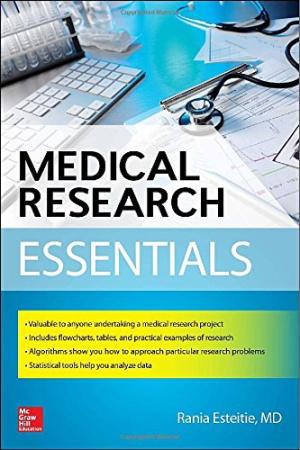 MEDICAL
RESEARCH
ESSENTIALS
• Valuable to anyone undertaking a medical research project
• Includes flowcharts, tables, and practical examples of research
• Algorithms show you how to approach particular research problems
• Statistical tools help you analyze data
Mc
Graw
Hill
Education
Rania Esteitie, MD